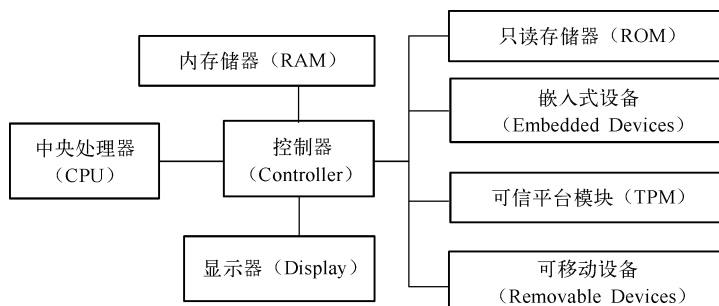 只读存储器（ROM）
内存储器（RAM）
嵌入式设备
（Embedded Devices）
中央处理器
（CPU）
控制器
（Controller）
可信平台模块（TPM）
显示器（Display）
可移动设备
（Removable Devices）